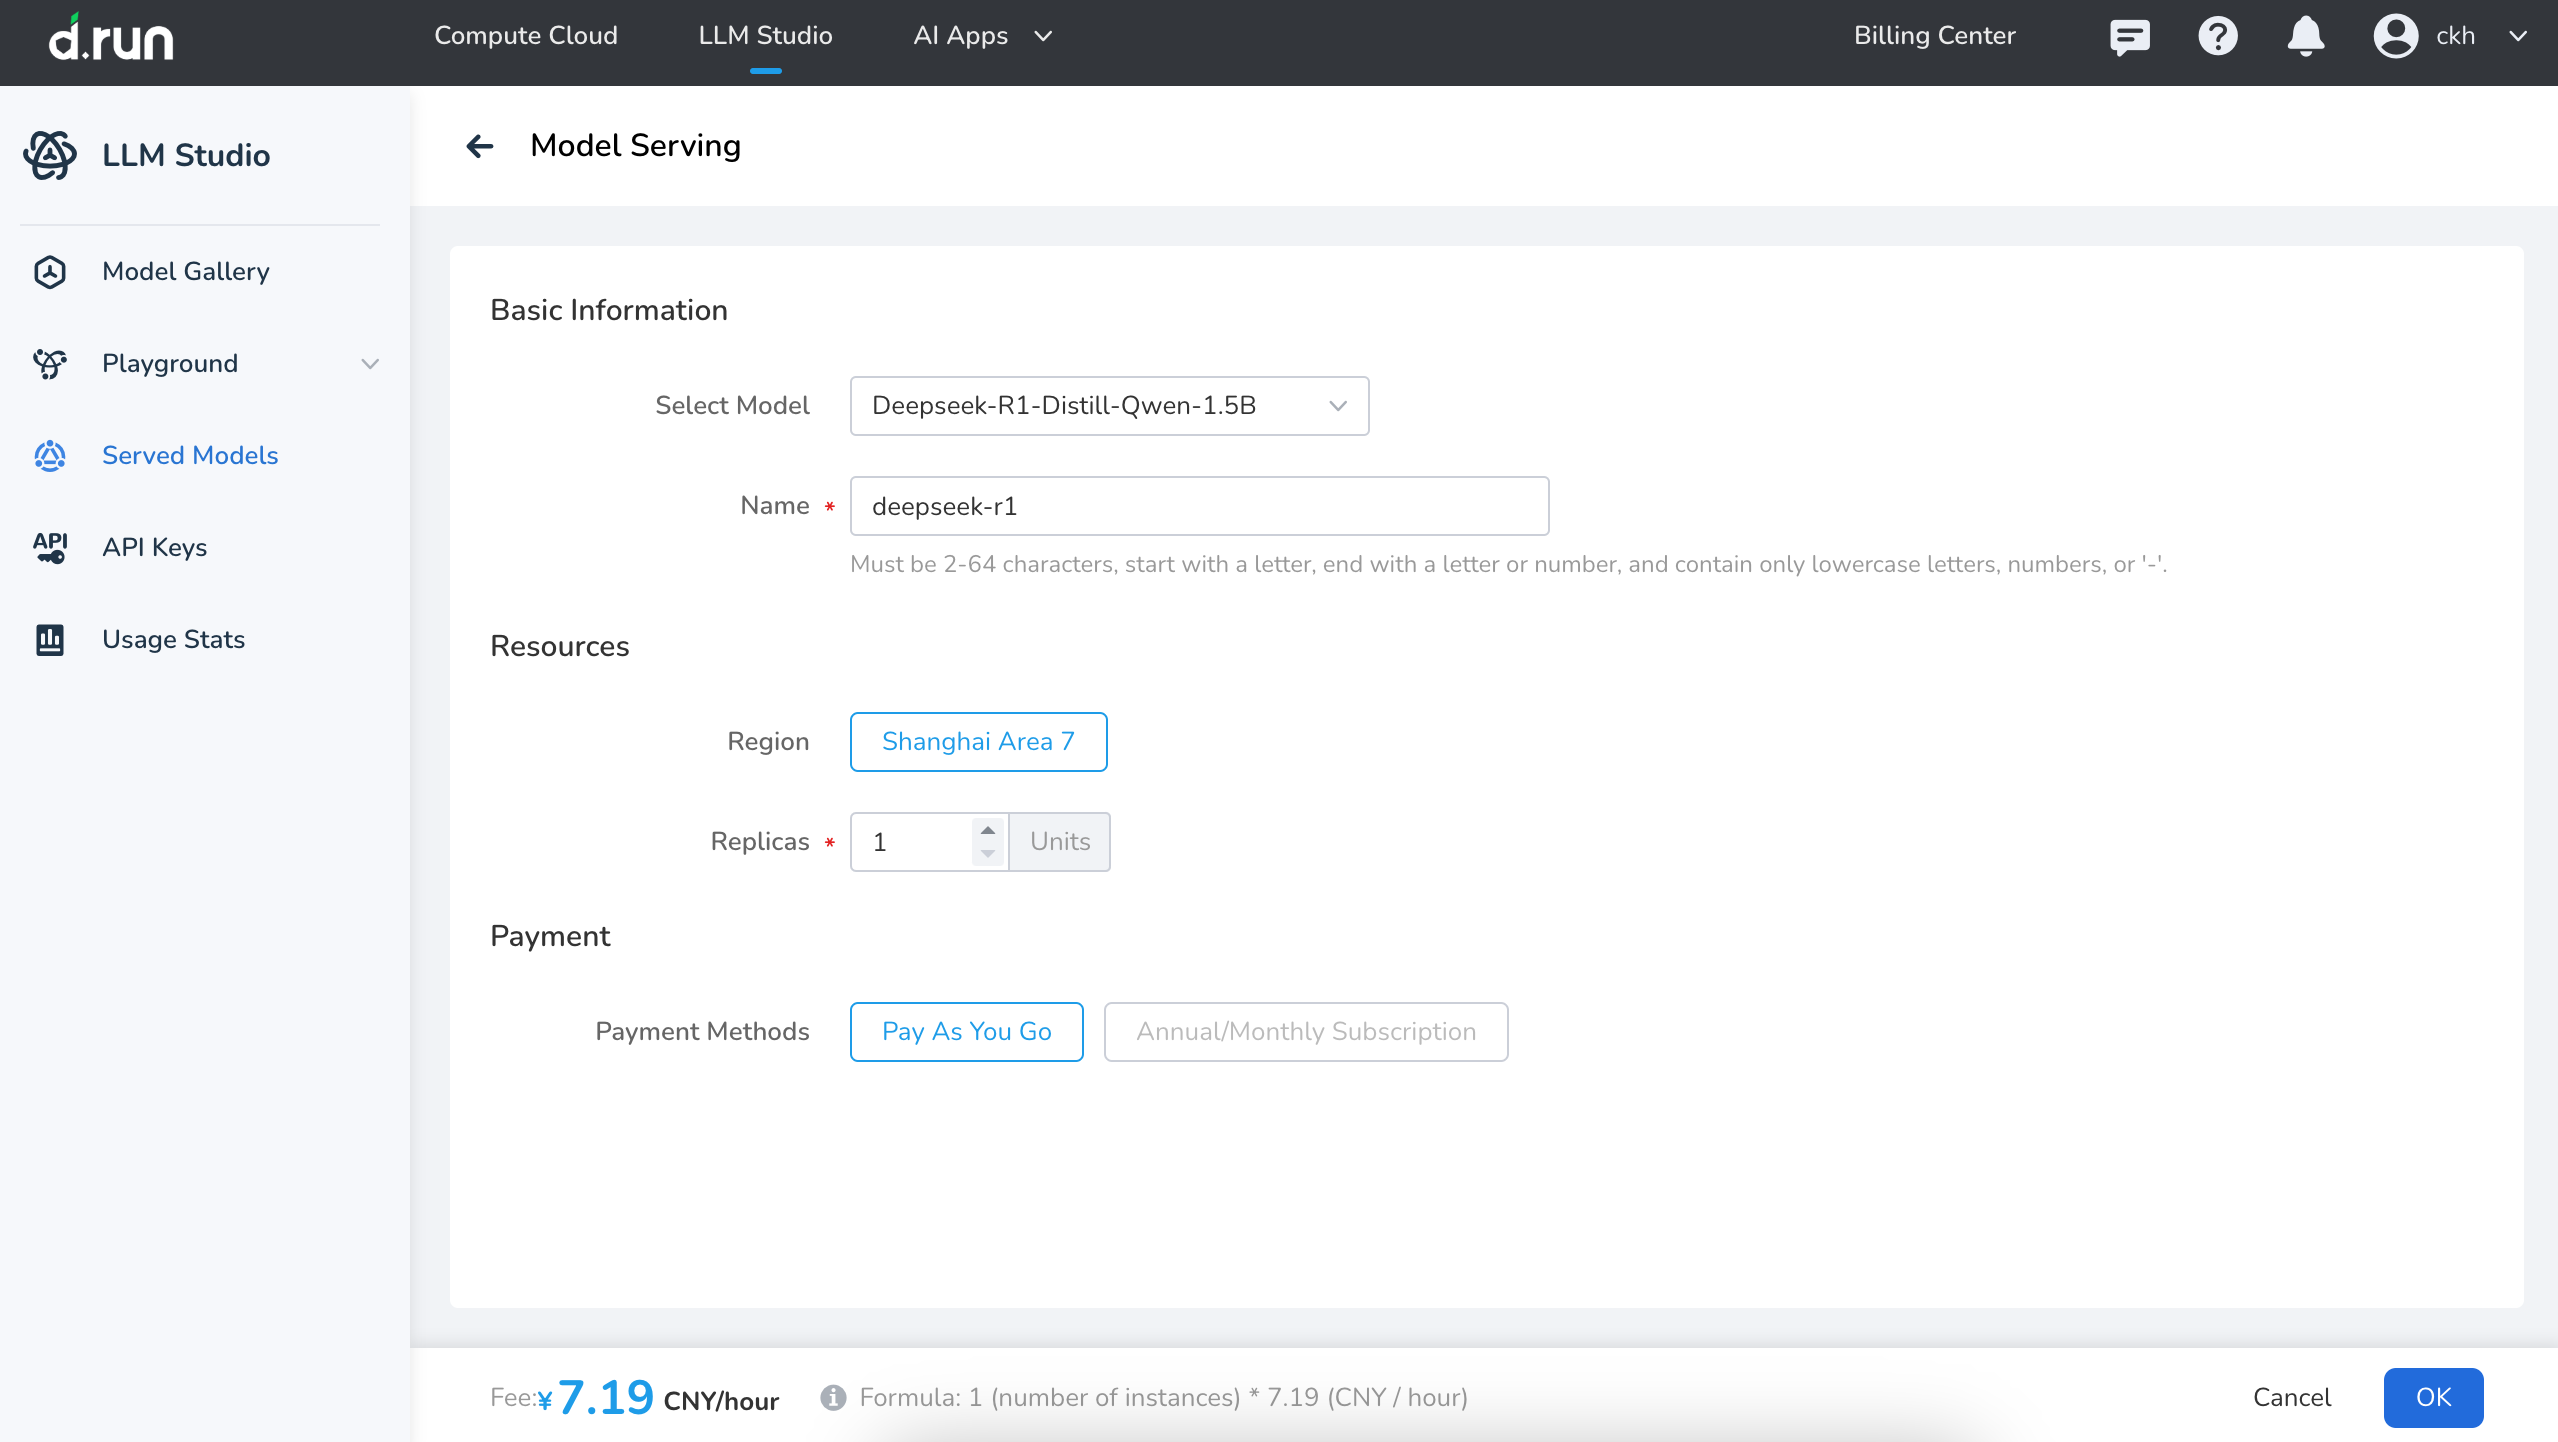 d.run
Compute Cloud
LLM Studio
AI Apps
Billing Center
ckh
LLM Studio
Model Gallery
Playground
Served Models
API Keys
Usage Stats
Model Serving
Basic Information
Select Model
Deepseek-R1-Distill-Qwen-1.5B
Name *
deepseek-r1
Must be 2-64 characters, start with a letter, end with a letter or number, and contain only lowercase letters, numbers, or '-'.
Resources
Region
Shanghai Area 7
Replicas *
1
Units
Payment
Payment Methods
Pay As You Go
Annual/Monthly Subscription
Fee:¥ 7.19 CNY/hour
Formula: 1 (number of instances) * 7.19 (CNY / hour)
Cancel
OK